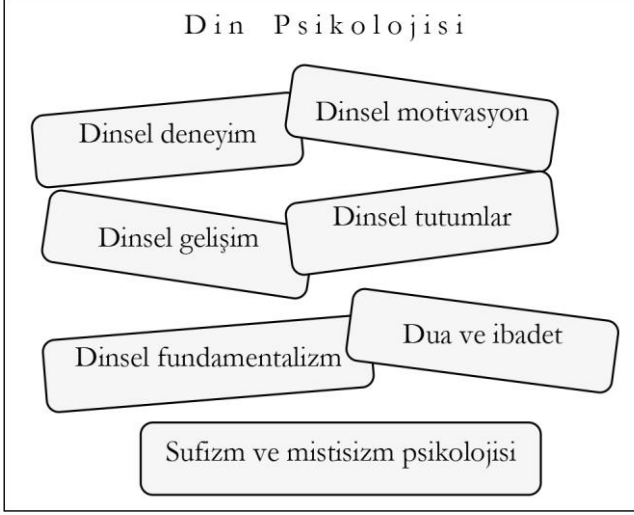 Din Psikolojisi
Dinsel deneyim
Dinsel motivasyon
Dinsel gelişim
Dinsel tutumlar
Dinsel fundamentalizm
Dua ve ibadet
Sufizm ve mistisizm psikolojisi